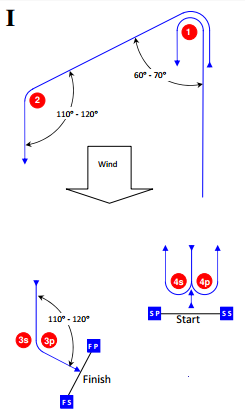 I
1
60° - 70°
2
110° - 120°
Wind
4s
4p
SP
SS
Start
110° - 120°
3s
3p
FP
Finish
FS